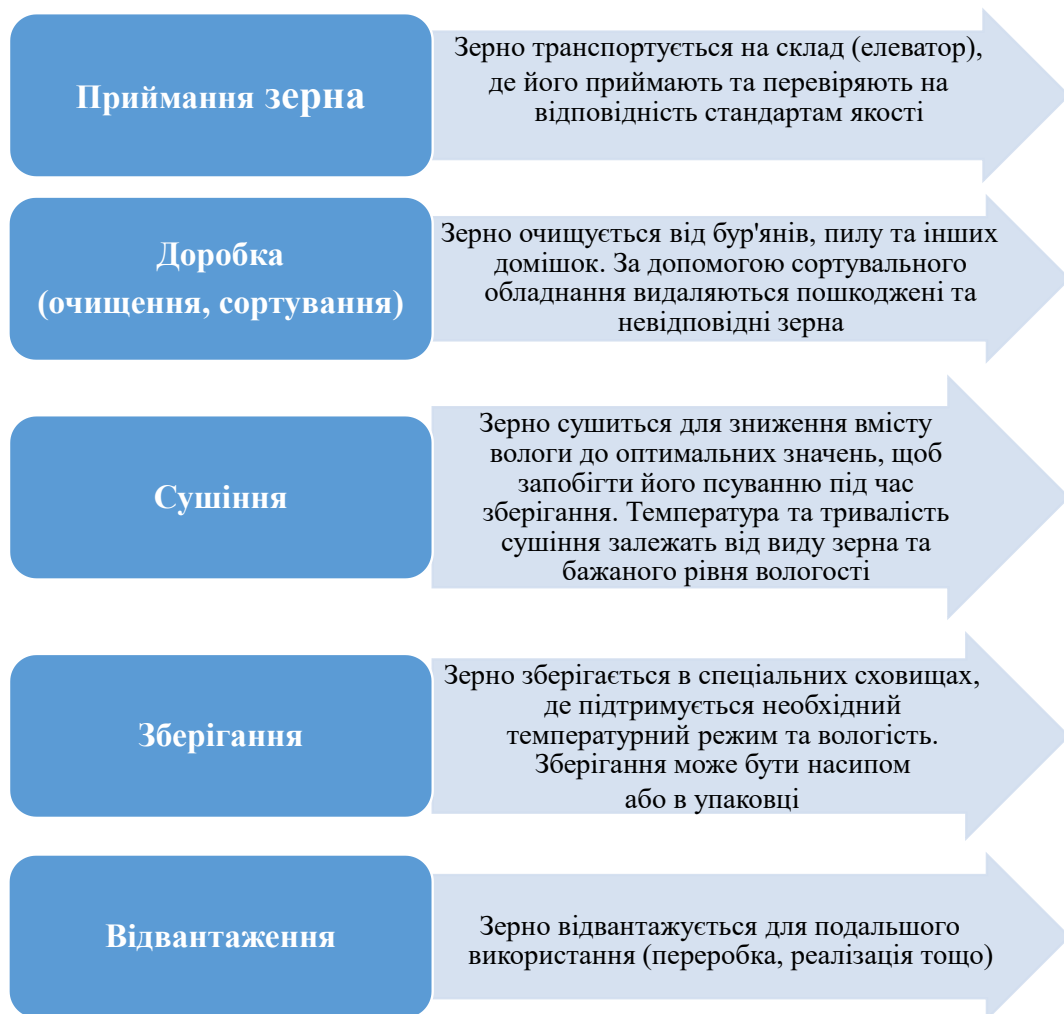 Приймання зерна
Зерно транспортується на склад (елеватор),
де його приймають та перевіряють на
відповідність стандартам якості
Доробка
(очищення, сортування)
Зерно очищується від бур'янів, пилу та інших
домішок. За допомогою сортувального
обладнання видаляються пошкоджені та
невідповідні зерна
Сушіння
Зерно сушиться для зниження вмісту
вологи до оптимальних значень, щоб
запобігти його псуванню під час
зберігання. Температура та тривалість
сушіння залежать від виду зерна та
бажаного рівня вологості
Зберігання
Зерно зберігається в спеціальних сховищах,
де підтримується необхідний
температурний режим та вологість.
Зберігання може бути насипом
або в упаковці
Відвантаження
Зерно відвантажується для подальшого
використання (переробка, реалізація тощо)